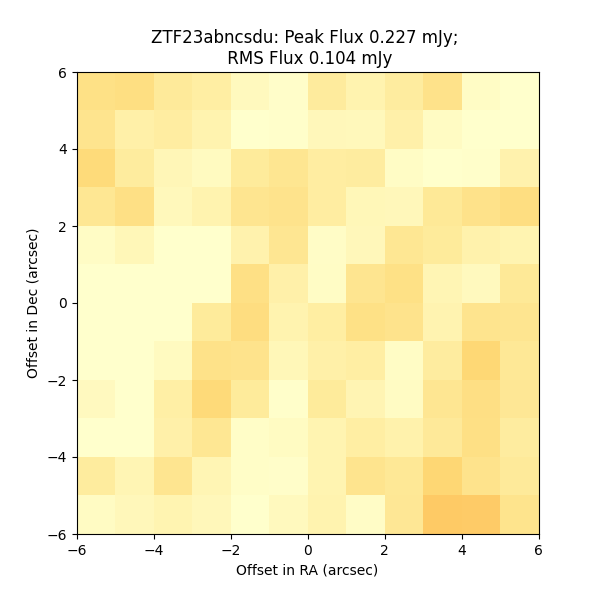 ZTF23abncsdu: Peak Flux 0.227 mJy;
RMS Flux 0.104 mJy
6
4
2
0
−2
−4
−6
Offset in Dec (arcsec)
−6 −4 −2 0 2 4 6
Offset in RA (arcsec)